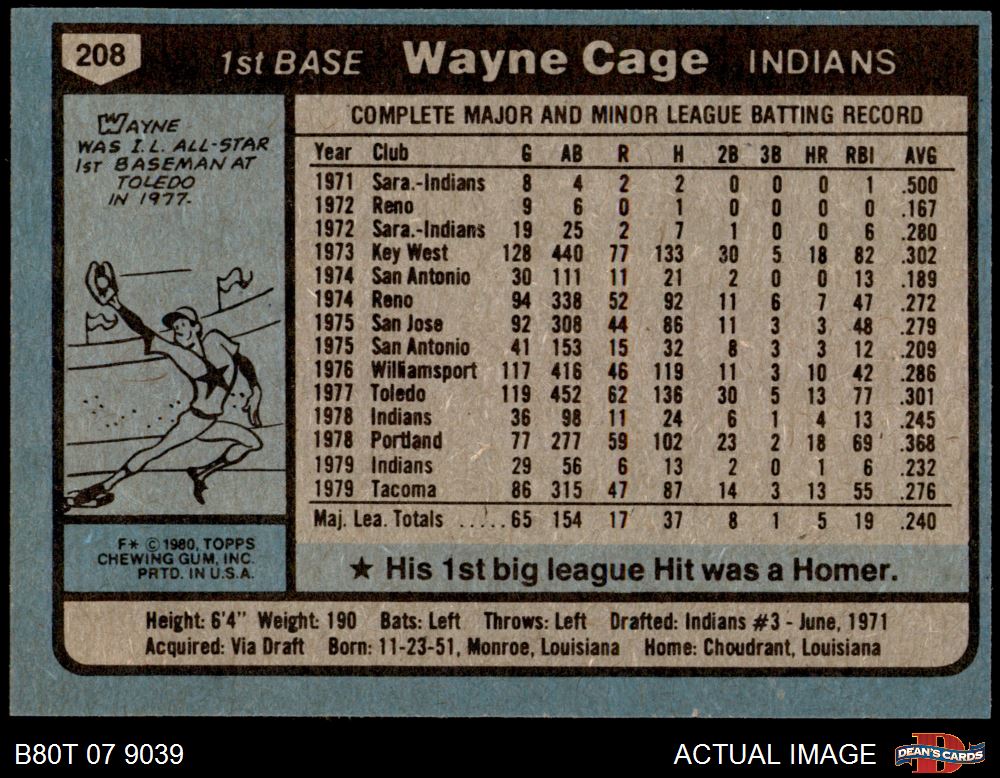 208 1st BASE Wayne Cage INDIANS
WAYNE
WAS I.L. ALL-STAR
1ST BASEMAN AT
TOLEDO
IN 1977.
COMPLETE MAJOR AND MINOR LEAGUE BATTING RECORD
Year Club G AB R H 2B 3B HR RBI AVG
1971 Sara.-Indians 8 4 2 2 0 0 0 1 .500
1972 Reno 9 6 0 1 0 0 0 0 .167
1972 Sara.-Indians 19 25 2 7 1 0 0 6 .280
1973 Key West 128 440 77 133 30 5 18 82 .302
1974 San Antonio 30 111 11 21 2 0 0 13 .189
1974 Reno 94 338 52 92 11 6 7 47 .272
1975 San Jose 92 308 44 86 11 3 3 48 .279
1975 San Antonio 41 153 15 32 8 3 3 12 .209
1976 Williamsport 117 416 46 119 11 3 10 42 .286
1977 Toledo 119 452 62 136 30 5 13 77 .301
1978 Indians 36 98 11 24 6 1 4 13 .245
1978 Portland 77 277 59 102 23 2 18 69 .368
1979 Indians 29 56 6 13 2 0 1 6 .232
1979 Tacoma 86 315 47 87 14 3 13 55 .276
Maj. Lea. Totals .....65 154 17 37 8 1 5 19 .240
F* © 1980, TOPPS
CHEWING GUM, INC.
PRTD. IN U.S.A.
★ His 1st big league Hit was a Homer.
Height: 6'4" Weight: 190 Bats: Left Throws: Left Drafted: Indians #3 - June, 1971
Acquired: Via Draft Born: 11-23-51, Monroe, Louisiana Home: Choudrant, Louisiana
B80T 07 9039 ACTUAL IMAGE DEAN'S CARDS